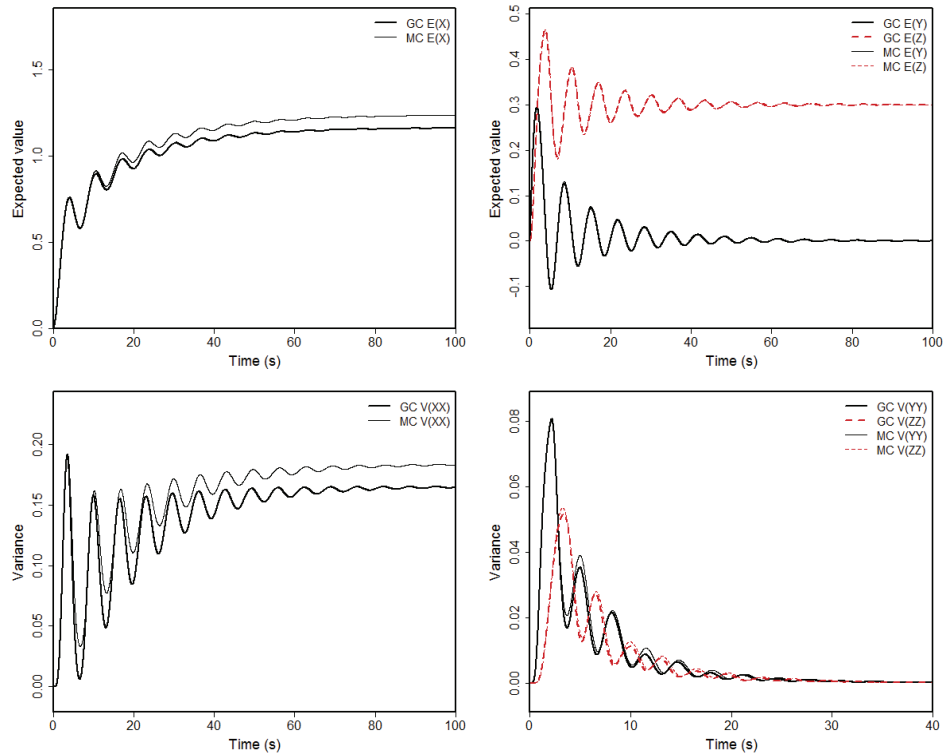 GC E(X)
MC E(X)
Expected value
0.0
0.5
1.0
1.5
0 20 40 60 80 100
Time (s)
GC E(Y)
GC E(Z)
MC E(Y)
MC E(Z)
Expected value
-0.1
0.0
0.1
0.2
0.3
0.4
0.5
0 20 40 60 80 100
Time (s)
GC V(XX)
MC V(XX)
Variance
0.00
0.05
0.10
0.15
0.20
0 20 40 60 80 100
Time (s)
GC V(YY)
GC V(ZZ)
MC V(YY)
MC V(ZZ)
Variance
0.00
0.02
0.04
0.06
0.08
0 10 20 30 40
Time (s)